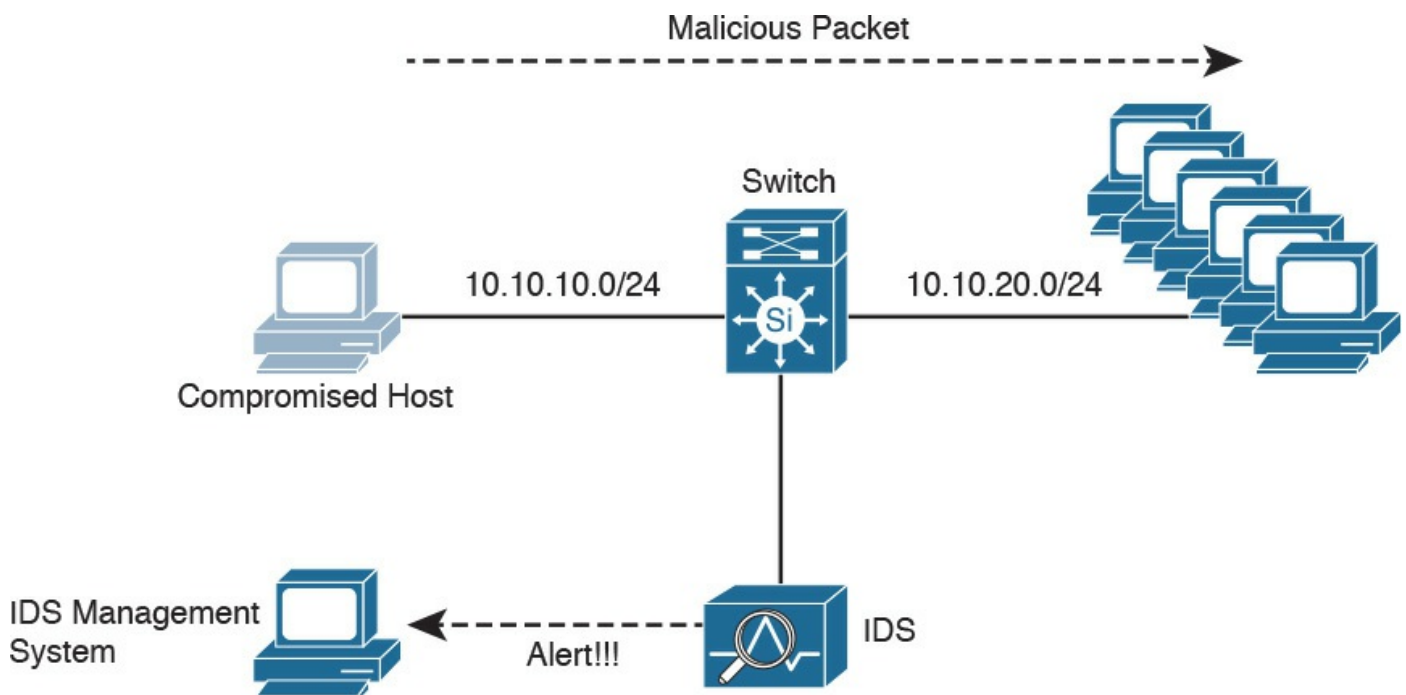 Malicious Packet
Switch
10.10.10.0/24
10.10.20.0/24
Si
Compromised Host
IDS Management
System
Alert!!!
IDS